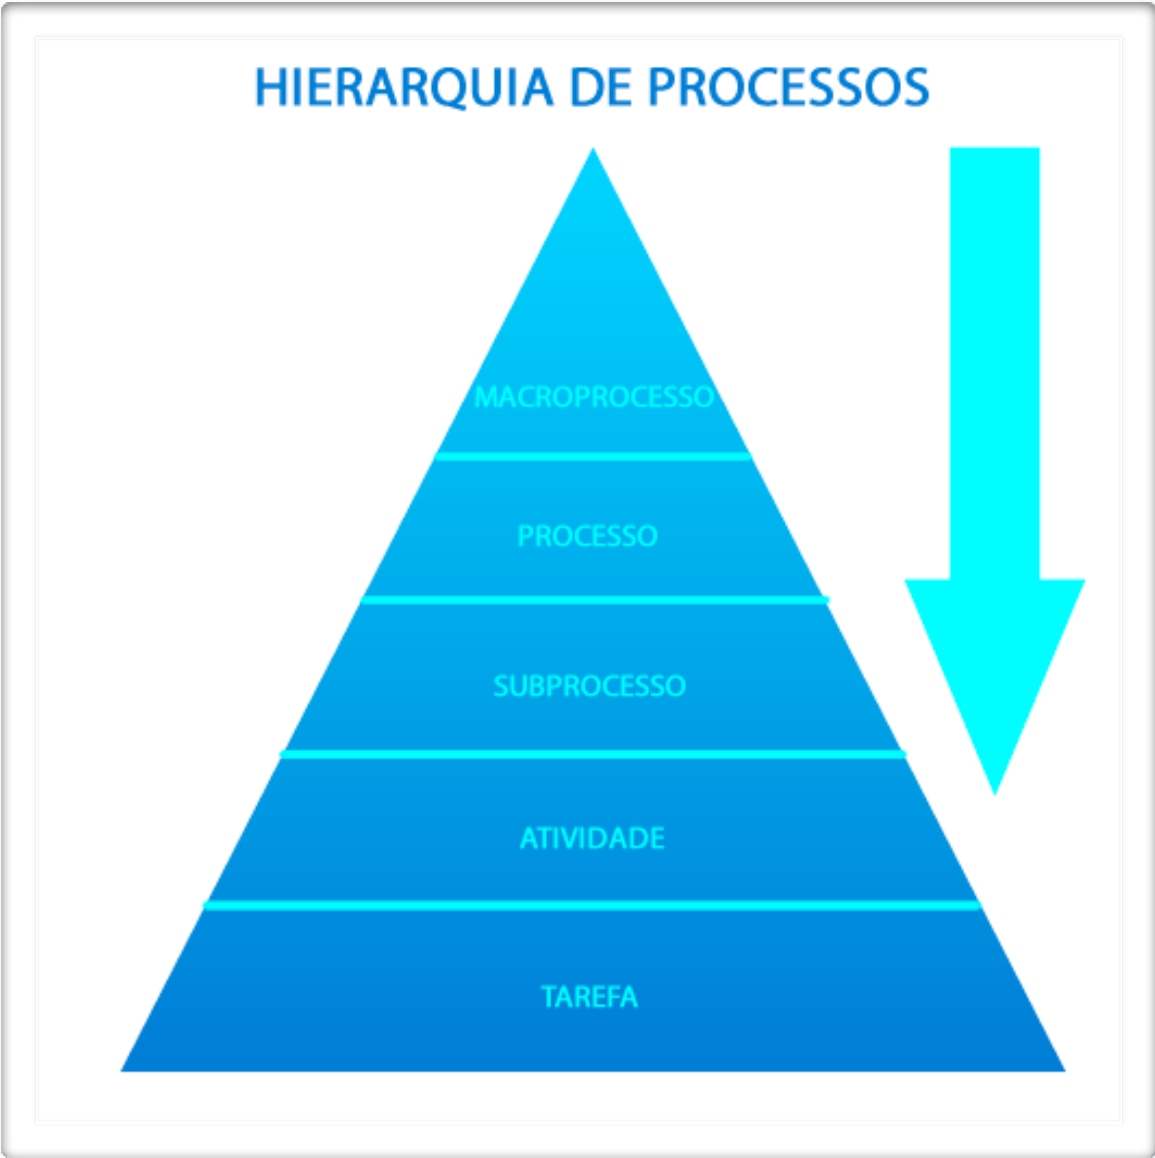 HIERARQUIA DE PROCESSOS
MACROPROCESSO
PROCESSO
SUBPROCESSO
ATIVIDADE
TAREFA